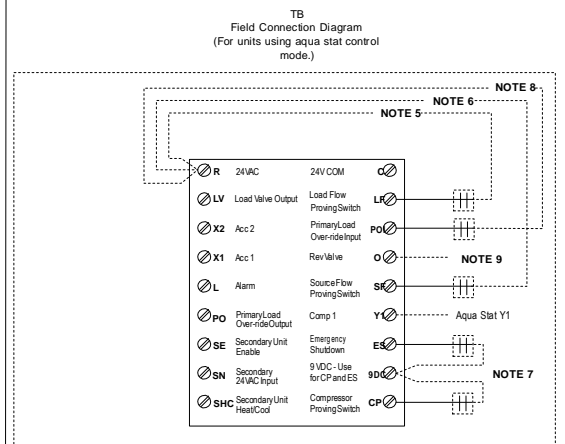 TB
Field Connection Diagram
(For units using aqua stat control
mode.)
NOTE 8
NOTE 6
NOTE 5
R 24VAC 24V COM C
LV Load Valve Output Load Flow Proving Switch LF
X2 Acc 2 Primary Load Over-ride Input POI
X1 Acc 1 Rev Valve O NOTE 9
L Alarm Source Flow Proving Switch SF
PO Primary Load Over-ride Output Comp 1 Y1 Aqua Stat Y1
SE Secondary Unit Enable Emergency Shutdown ES
SN Secondary 24VAC Input 9 VDC - Use for CP and ES 9DC NOTE 7
SHC Secondary Unit Heat/Cool Compressor Proving Switch CP